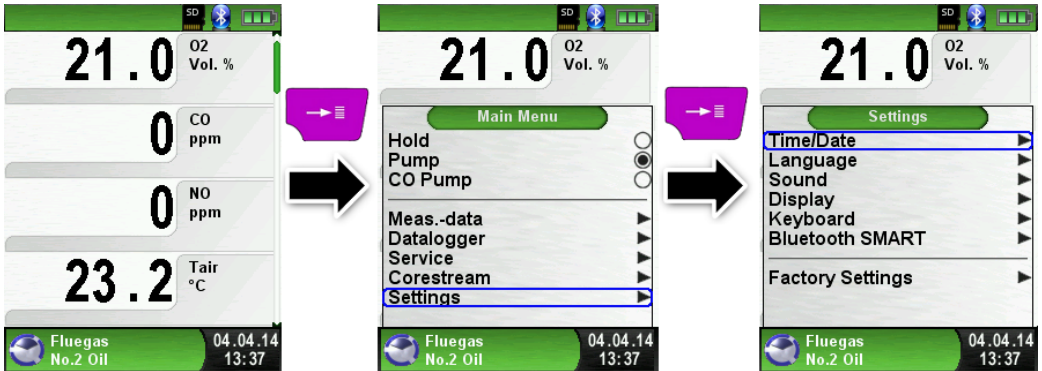 SD
21.0
O2
Vol. %
0
CO
ppm
0
NO
ppm
23.2
Tair
°C
Fluegas
No.2 Oil
04.04.14
13:37
SD
21.0
O2
Vol. %
Main Menu
Hold
Pump
CO Pump
Meas.-data
Datalogger
Service
Corestream
Settings
Fluegas
No.2 Oil
04.04.14
13:37
SD
21.0
O2
Vol. %
Settings
Time/Date
Language
Sound
Display
Keyboard
Bluetooth SMART
Factory Settings
Fluegas
No.2 Oil
04.04.14
13:37